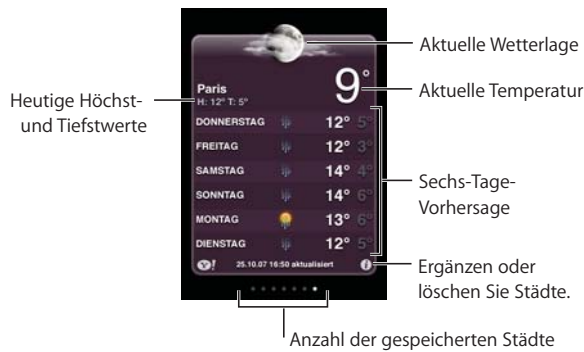 Aktuelle Wetterlage
Paris
H: 12° T: 5°
9°
Aktuelle Temperatur
Heutige Höchst-
und Tiefstwerte
DONNERSTAG 12° 5°
FREITAG 12° 3°
SAMSTAG 14° 4°
SONNTAG 14° 6°
MONTAG 13° 6°
DIENSTAG 12° 5°
Sechs-Tage-
Vorhersage
Y! 25.10.07 16:50 aktualisiert i
Ergänzen oder
löschen Sie Städte.
Anzahl der gespeicherten Städte